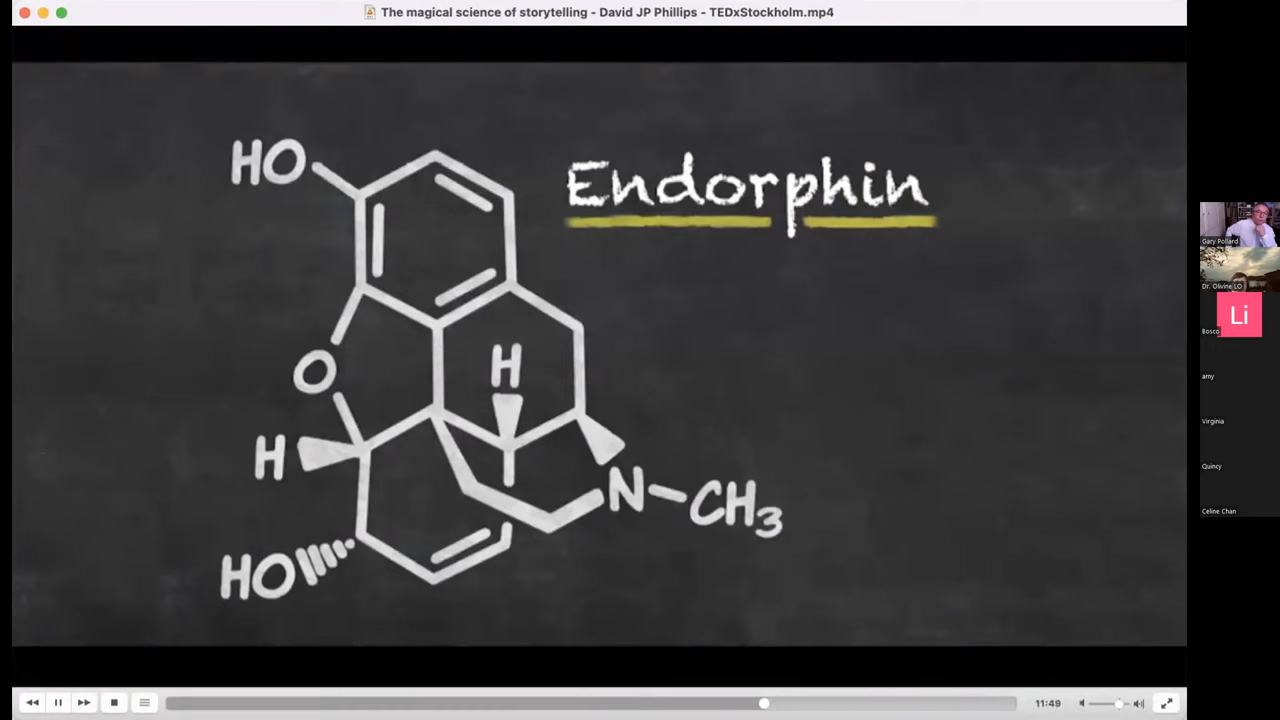 The magical science of storytelling - David JP Phillips - TEDxStockholm.mp4
HO
Endorphin
H
O
H
N
CH3
HO
11:49
Gary Pollard
Dr. Olivine LO
Li
Bosco
amy
Virginia
Quincy
Celine Chan